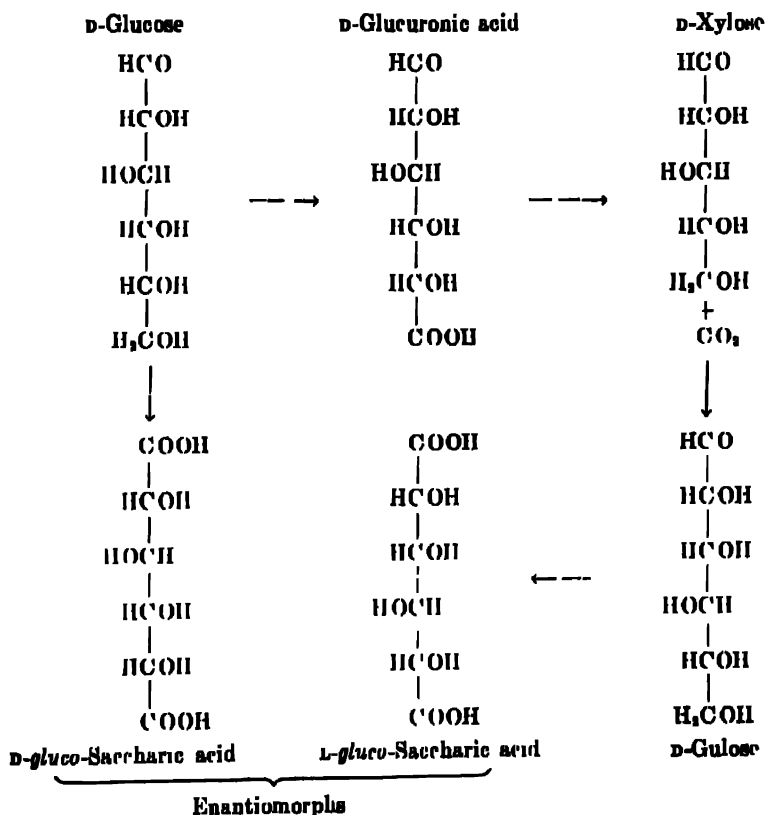 D-Glucose D-Glucuronic acid D-Xylose
HCO HCO HCO
HCOH HCOH HCOH
HOCH HOCH HOCH
HCOH HCOH HCOH
HCOH HCOH H₂COH
+
H₂COH COOH CO₂
COOH COOH HCO
HCOH HCOH HCOH
HOCH HCOH HCOH
HCOH HOCH HOCH
HCOH HCOH HCOH
COOH COOH H₂COH
D-gluco-Saccharic acid L-gluco-Saccharic acid D-Gulose
Enantiomorphs